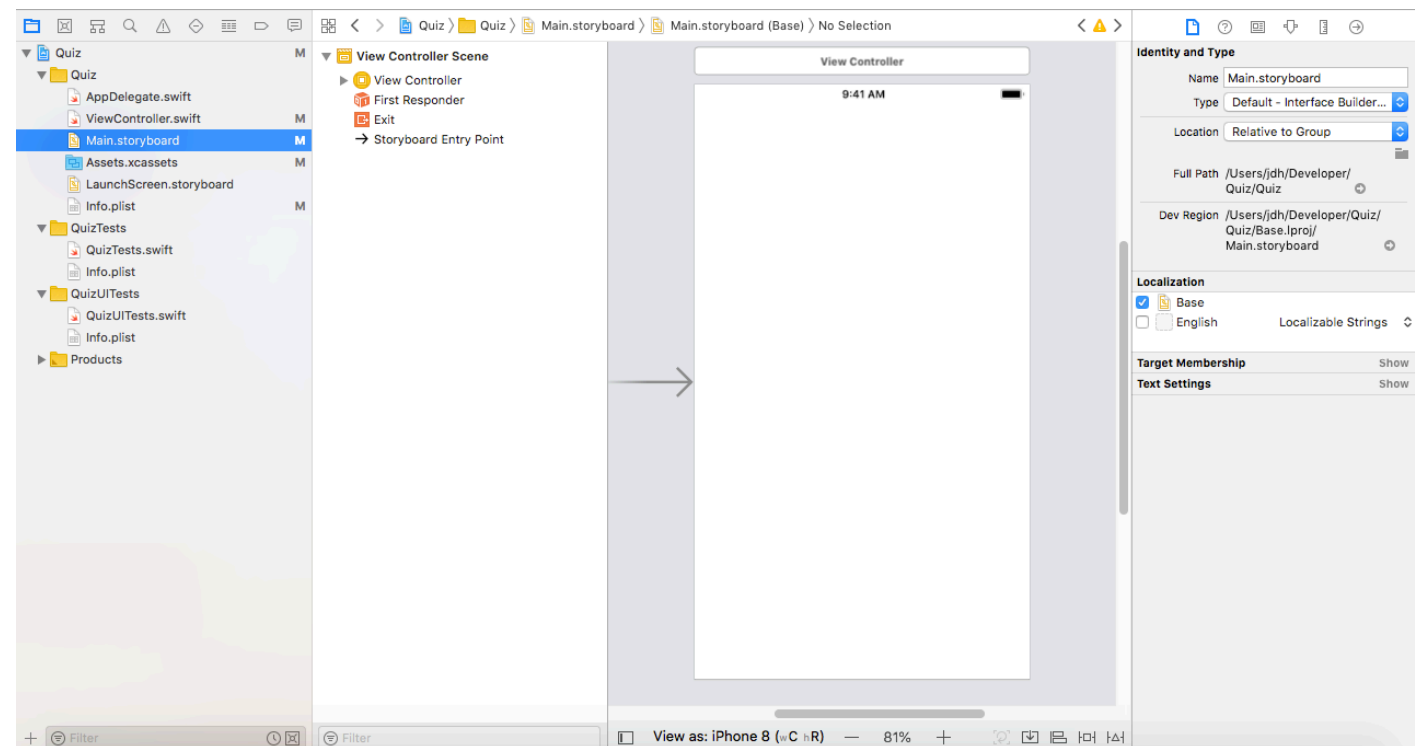 Quiz M
Quiz
AppDelegate.swift
ViewController.swift M
Main.storyboard M
Assets.xcassets M
LaunchScreen.storyboard
Info.plist M
QuizTests
QuizTests.swift
Info.plist
QuizUITests
QuizUITests.swift
Info.plist
Products
Filter
Quiz Quiz Main.storyboard Main.storyboard (Base) No Selection
View Controller Scene
View Controller
First Responder
Exit
Storyboard Entry Point
Filter
View Controller
9:41 AM
View as: iPhone 8 (wC hR) — 81% +
Identity and Type
Name Main.storyboard
Type Default - Interface Builder...
Location Relative to Group
Full Path /Users/jdh/Developer/
Quiz/Quiz
Dev Region /Users/jdh/Developer/Quiz/
Quiz/Base.lproj/
Main.storyboard
Localization
Base
English Localizable Strings
Target Membership Show
Text Settings Show